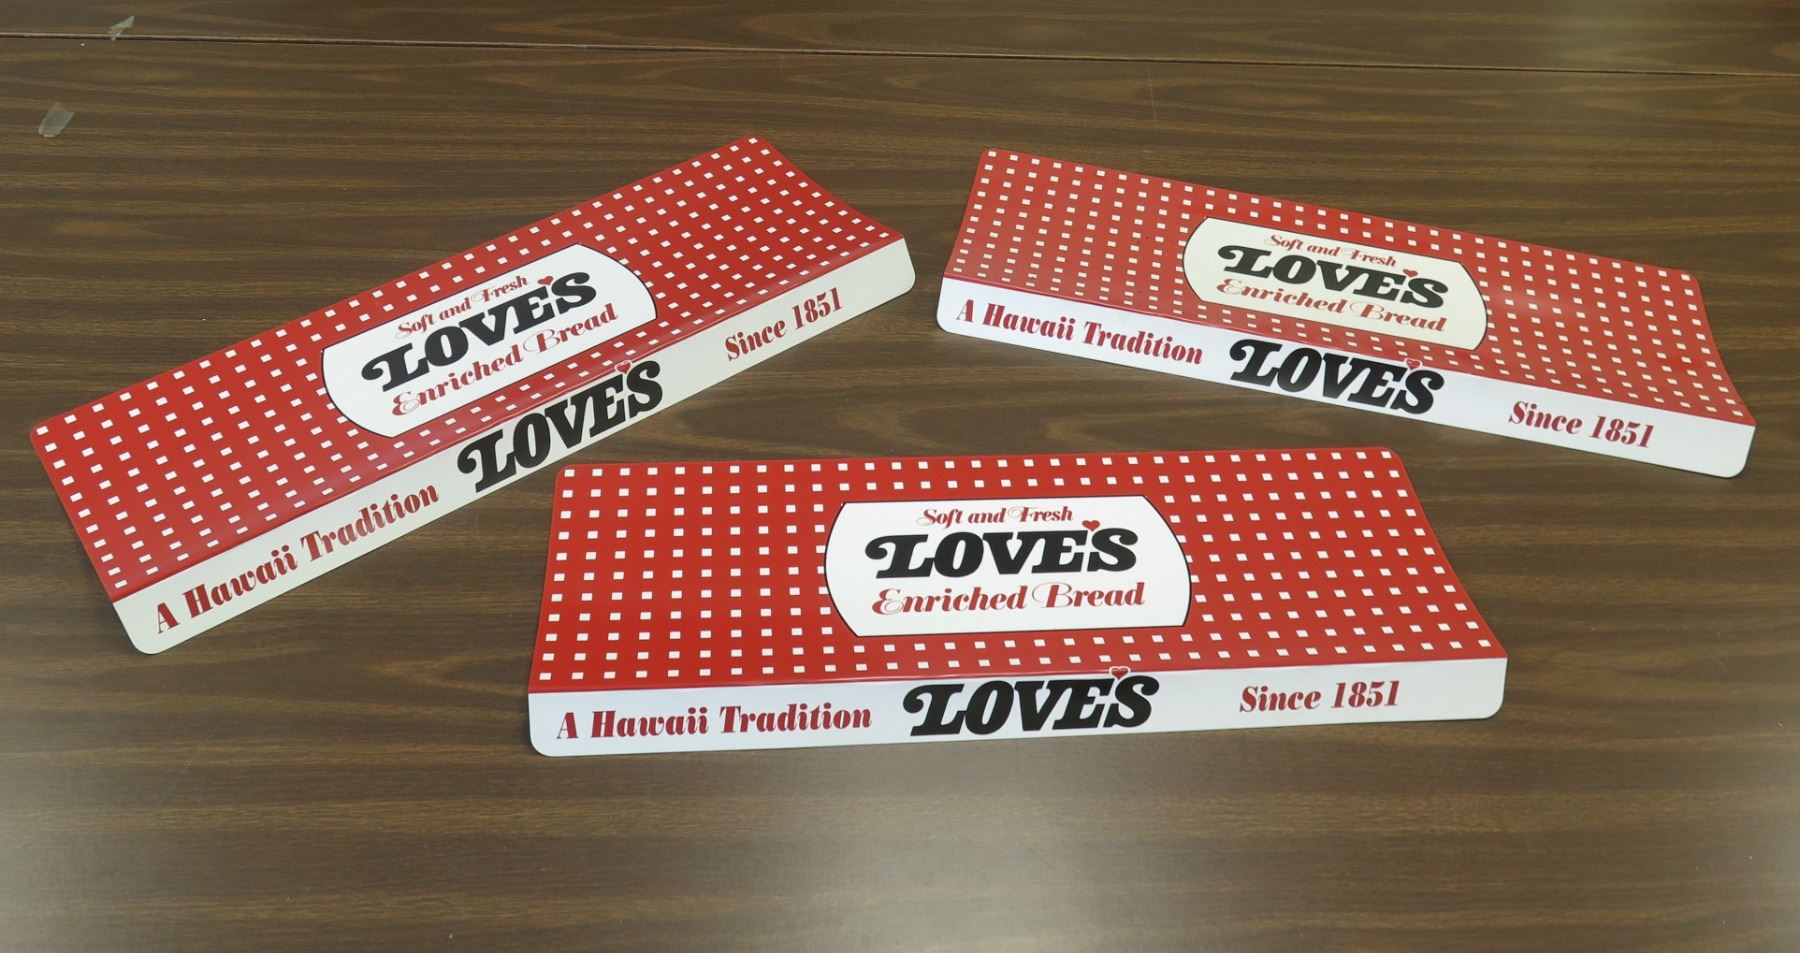 Soft and Fresh
LOVE'S
Enriched Bread
A Hawaii Tradition LOVE'S Since 1851
Soft and Fresh
LOVE'S
Enriched Bread
A Hawaii Tradition LOVE'S Since 1851
Soft and Fresh
LOVE'S
Enriched Bread
A Hawaii Tradition LOVE'S Since 1851